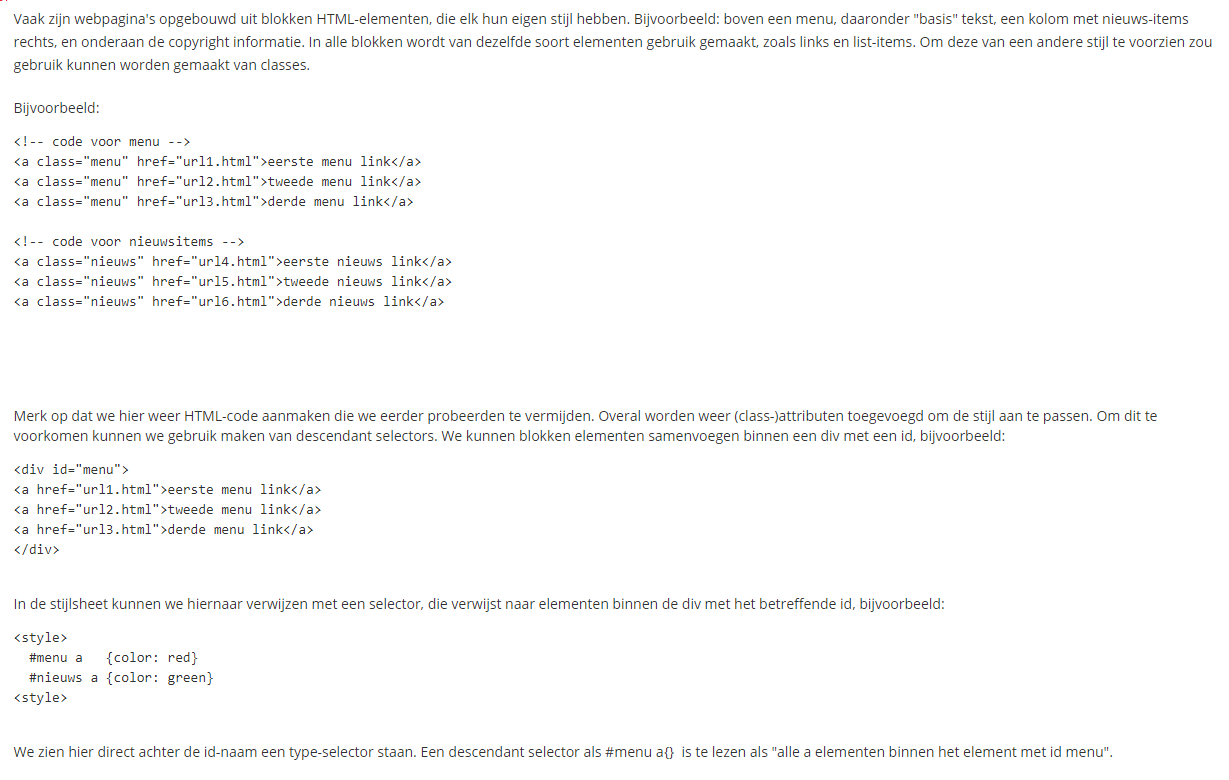 Vaak zijn webpagina's opgebouwd uit blokken HTML-elementen, die elk hun eigen stijl hebben. Bijvoorbeeld: boven een menu, daaronder "basis" tekst, een kolom met nieuws-items
rechts, en onderaan de copyright informatie. In alle blokken wordt van dezelfde soort elementen gebruik gemaakt, zoals links en list-items. Om deze van een andere stijl te voorzien zou
gebruik kunnen worden gemaakt van classes.
Bijvoorbeeld:
<!-- code voor menu -->
<a class="menu" href="url1.html">eerste menu link</a>
<a class="menu" href="url2.html">tweede menu link</a>
<a class="menu" href="url3.html">derde menu link</a>
<!-- code voor nieuwsitems -->
<a class="nieuws" href="url4.html">eerste nieuws link</a>
<a class="nieuws" href="url5.html">tweede nieuws link</a>
<a class="nieuws" href="url6.html">derde nieuws link</a>
Merk op dat we hier weer HTML-code aanmaken die we eerder probeerden te vermijden. Overal worden weer (class-)attributen toegevoegd om de stijl aan te passen. Om dit te
voorkomen kunnen we gebruik maken van descendant selectors. We kunnen blokken elementen samenvoegen binnen een div met een id, bijvoorbeeld:
<div id="menu">
<a href="url1.html">eerste menu link</a>
<a href="url2.html">tweede menu link</a>
<a href="url3.html">derde menu link</a>
</div>
In de stijlsheet kunnen we hiernaar verwijzen met een selector, die verwijst naar elementen binnen de div met het betreffende id, bijvoorbeeld:
<style>
  #menu a   {color: red}
  #nieuws a {color: green}
<style>
We zien hier direct achter de id-naam een type-selector staan. Een descendant selector als #menu a{} is te lezen als "alle a elementen binnen het element met id menu".